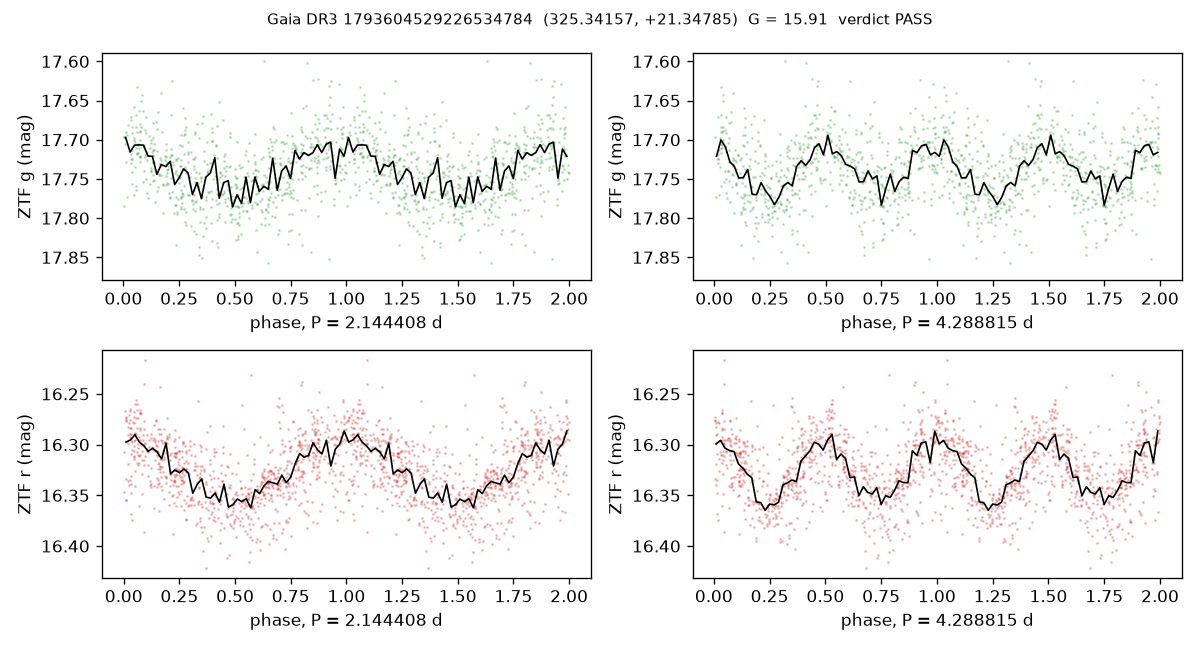 Gaia DR3 1793604529226534784 (325.34157, +21.34785) G = 15.91 verdict PASS
ZTF g (mag)
17.60
17.65
17.70
17.75
17.80
17.85
0.00 0.25 0.50 0.75 1.00 1.25 1.50 1.75 2.00
phase, P = 2.144408 d
ZTF g (mag)
17.60
17.65
17.70
17.75
17.80
17.85
0.00 0.25 0.50 0.75 1.00 1.25 1.50 1.75 2.00
phase, P = 4.288815 d
ZTF r (mag)
16.25
16.30
16.35
16.40
0.00 0.25 0.50 0.75 1.00 1.25 1.50 1.75 2.00
phase, P = 2.144408 d
ZTF r (mag)
16.25
16.30
16.35
16.40
0.00 0.25 0.50 0.75 1.00 1.25 1.50 1.75 2.00
phase, P = 4.288815 d